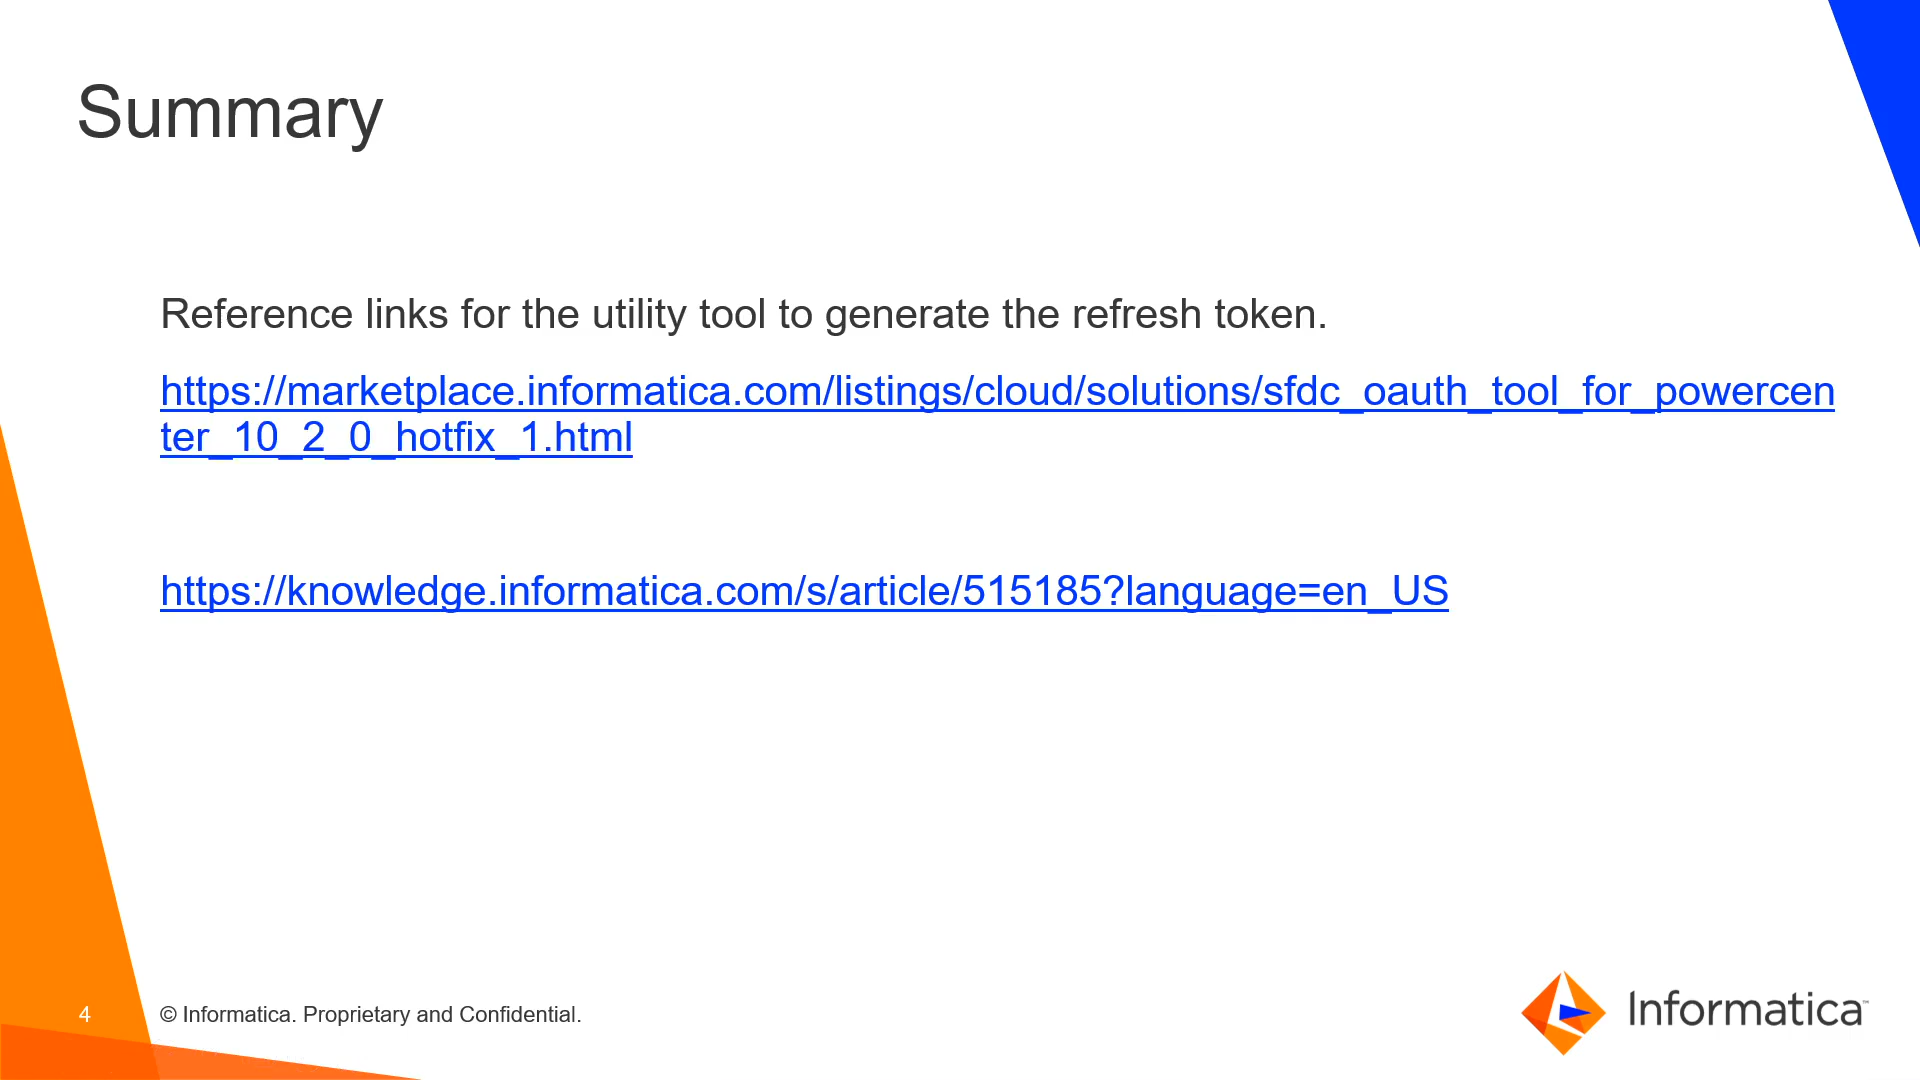 Summary
Reference links for the utility tool to generate the refresh token.
https://marketplace.informatica.com/listings/cloud/solutions/sfdc_oauth_tool_for_powercen
ter_10_2_0_hotfix_1.html
https://knowledge.informatica.com/s/article/515185?language=en_US
4
© Informatica. Proprietary and Confidential.
Informatica™